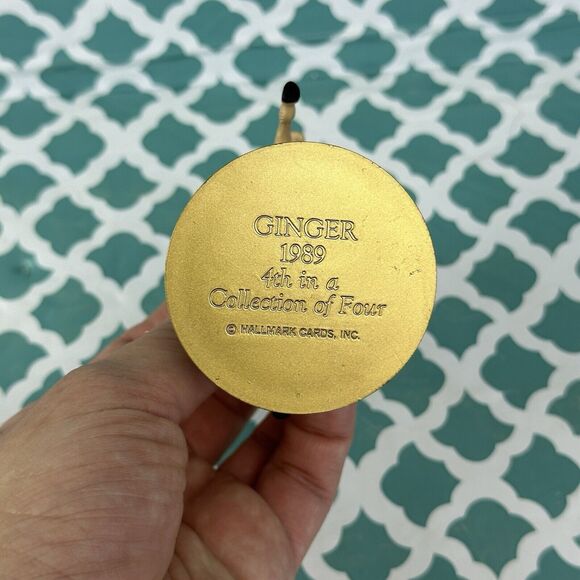 GINGER
1989
4th in a
Collection of Four
© HALLMARK CARDS, INC.